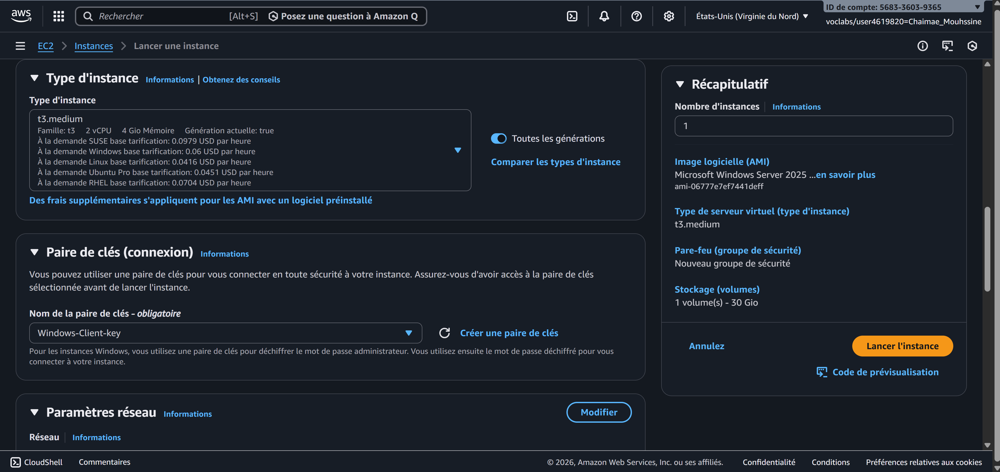 aws
Rechercher
[Alt+S]
Posez une question à Amazon Q
États-Unis (Virginie du Nord)
ID de compte: 5683-3603-9365
voclabs/user4619820=Chaimae_Mouhssine
EC2
Instances
Lancer une instance
Type d'instance
Informations | Obtenez des conseils
Type d'instance
t3.medium
Famille: t3 2 vCPU 4 Gio Mémoire Génération actuelle: true
À la demande SUSE base tarification: 0.0979 USD par heure
À la demande Windows base tarification: 0.06 USD par heure
À la demande Linux base tarification: 0.0416 USD par heure
À la demande Ubuntu Pro base tarification: 0.0451 USD par heure
À la demande RHEL base tarification: 0.0704 USD par heure
Toutes les générations
Comparer les types d'instance
Des frais supplémentaires s'appliquent pour les AMI avec un logiciel préinstallé
Paire de clés (connexion)
Informations
Vous pouvez utiliser une paire de clés pour vous connecter en toute sécurité à votre instance. Assurez-vous d'avoir accès à la paire de clés
sélectionnée avant de lancer l'instance.
Nom de la paire de clés – obligatoire
Windows-Client-key
Créer une paire de clés
Pour les instances Windows, vous utilisez une paire de clés pour déchiffrer le mot de passe administrateur. Vous utilisez ensuite le mot de passe déchiffré pour vous
connecter à votre instance.
Paramètres réseau
Informations
Modifier
Réseau
Informations
Récapitulatif
Nombre d'instances
Informations
1
Image logicielle (AMI)
Microsoft Windows Server 2025 ...en savoir plus
ami-06777e7ef7441deff
Type de serveur virtuel (type d'instance)
t3.medium
Pare-feu (groupe de sécurité)
Nouveau groupe de sécurité
Stockage (volumes)
1 volume(s) - 30 Gio
Annulez
Lancer l'instance
Code de prévisualisation
CloudShell
Commentaires
© 2026, Amazon Web Services, Inc. ou ses affiliés.
Confidentialité
Conditions
Préférences relatives aux cookies